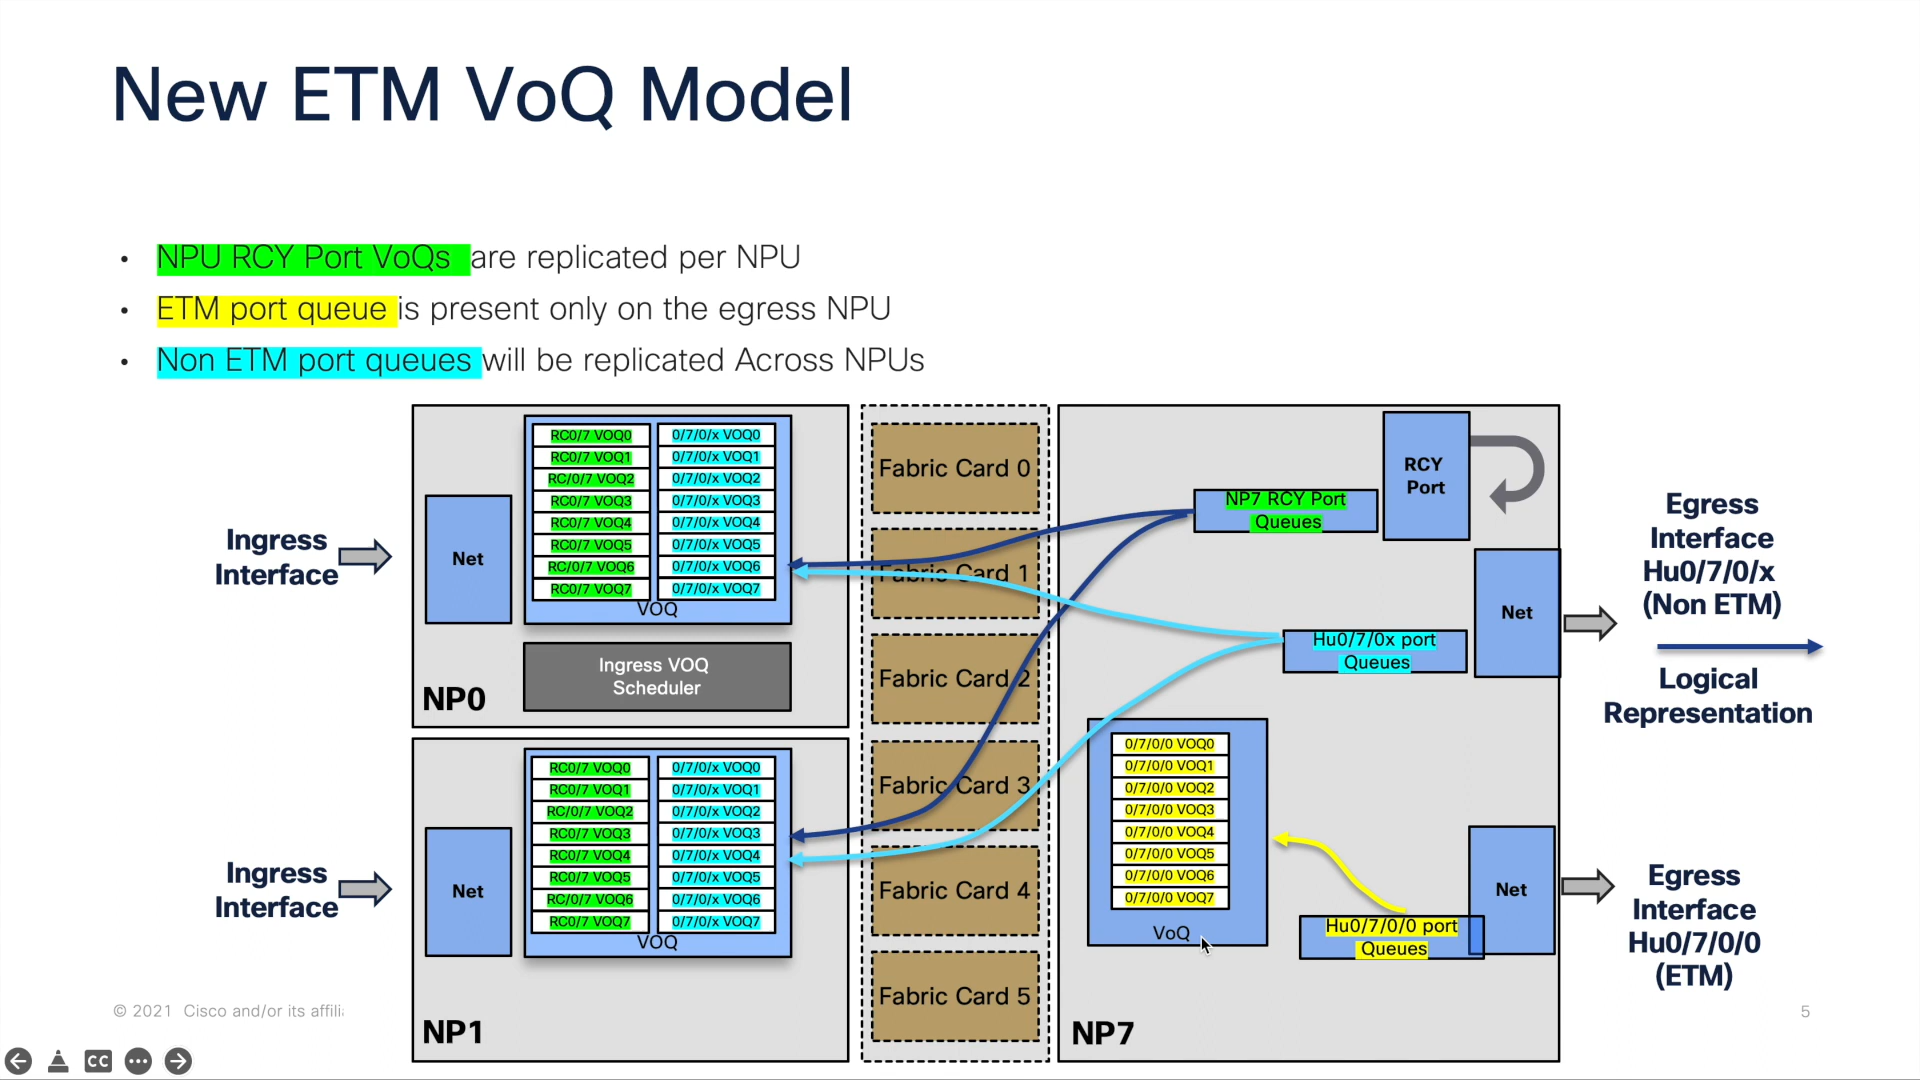 New ETM VoQ Model
• NPU RCY Port VoQs are replicated per NPU
• ETM port queue is present only on the egress NPU
• Non ETM port queues will be replicated Across NPUs
Ingress
Interface
Net
RC0/7 VOQ0
RC0/7 VOQ1
RC/0/7 VOQ2
RC0/7 VOQ3
RC0/7 VOQ4
RC0/7 VOQ5
RC/0/7 VOQ6
RC0/7 VOQ7
0/7/0/x VOQ0
0/7/0/x VOQ1
0/7/0/x VOQ2
0/7/0/x VOQ3
0/7/0/x VOQ4
0/7/0/x VOQ5
0/7/0/x VOQ6
0/7/0/x VOQ7
VOQ
Ingress VOQ
Scheduler
NP0
Ingress
Interface
Net
RC0/7 VOQ0
RC0/7 VOQ1
RC/0/7 VOQ2
RC0/7 VOQ3
RC0/7 VOQ4
RC0/7 VOQ5
RC/0/7 VOQ6
RC0/7 VOQ7
0/7/0/x VOQ0
0/7/0/x VOQ1
0/7/0/x VOQ2
0/7/0/x VOQ3
0/7/0/x VOQ4
0/7/0/x VOQ5
0/7/0/x VOQ6
0/7/0/x VOQ7
VOQ
NP1
Fabric Card 0
Fabric Card 1
Fabric Card 2
Fabric Card 3
Fabric Card 4
Fabric Card 5
RCY
Port
NP7 RCY Port
Queues
Net
Hu0/7/0x port
Queues
0/7/0/0 VOQ0
0/7/0/0 VOQ1
0/7/0/0 VOQ2
0/7/0/0 VOQ3
0/7/0/0 VOQ4
0/7/0/0 VOQ5
0/7/0/0 VOQ6
0/7/0/0 VOQ7
VoQ
Net
Hu0/7/0/0 port
Queues
NP7
Egress
Interface
Hu0/7/0/x
(Non ETM)
Logical
Representation
Egress
Interface
Hu0/7/0/0
(ETM)
© 2021 Cisco and/or its affili
5
CC